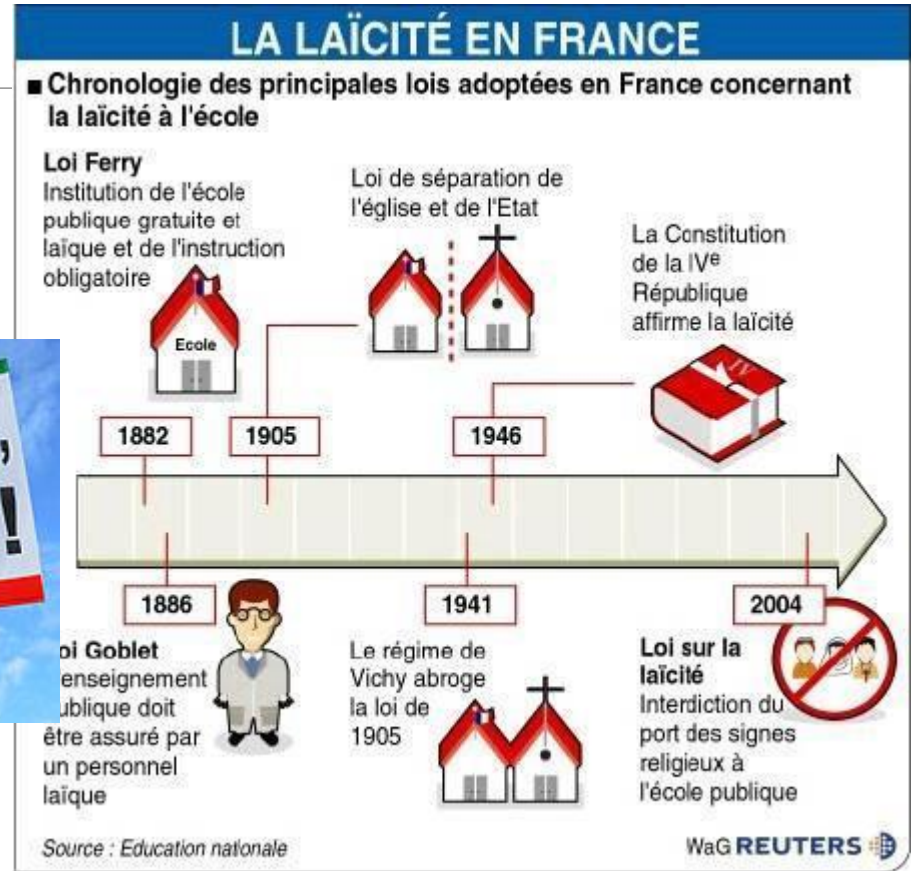 LA LAÏCITÉ EN FRANCE
■ Chronologie des principales lois adoptées en France concernant
la laïcité à l'école
Loi Ferry
Institution de l'école
publique gratuite et
laïque et de l'instruction
obligatoire
Ecole
Loi de séparation de
l'église et de l'Etat
La Constitution
de la IVe
République
affirme la laïcité
IV
1882
1905
1946
, 
!
1886
1941
2004
oi Goblet
enseignement
ublique doit
être assuré par
un personnel
laïque
Le régime de
Vichy abroge
la loi de
1905
Loi sur la
laïcité
Interdiction du
port des signes
religieux à
l'école publique
Source : Education nationale
WaG REUTERS